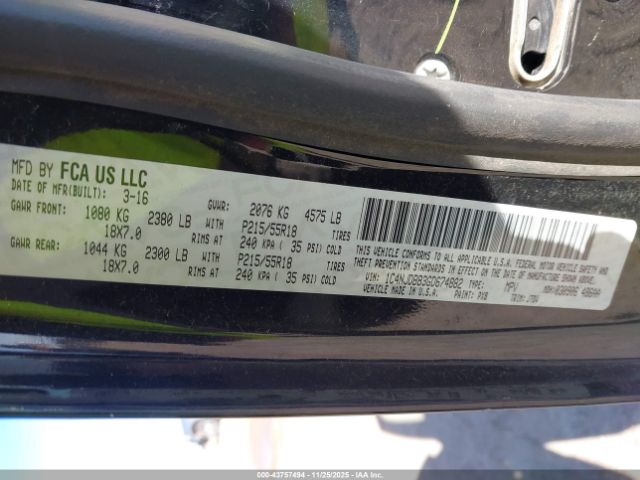 MFD BY FCA US LLC
DATE OF MFR(BUILT): 3-16
GVWR: 2076 KG 4575 LB
GAWR FRONT: 1080 KG 2380 LB WITH P215/55R18 TIRES
18X7.0 RIMS AT 240 KPA ( 35 PSI) COLD
GAWR REAR: 1044 KG 2300 LB WITH P215/55R18 TIRES
18X7.0 RIMS AT 240 KPA ( 35 PSI) COLD
THIS VEHICLE CONFORMS TO ALL APPLICABLE U.S.A. FEDERAL MOTOR VEHICLE SAFETY AND
THEFT PREVENTION STANDARDS IN EFFECT ON THE DATE OF MANUFACTURE SHOWN ABOVE
VIN: 1C4NJDBB3GD674882 TYPE: MPV
VEHICLE MADE IN U.S.A. PAINT: PXB
TRIM:
000-43757494 11/25/2025 COPART